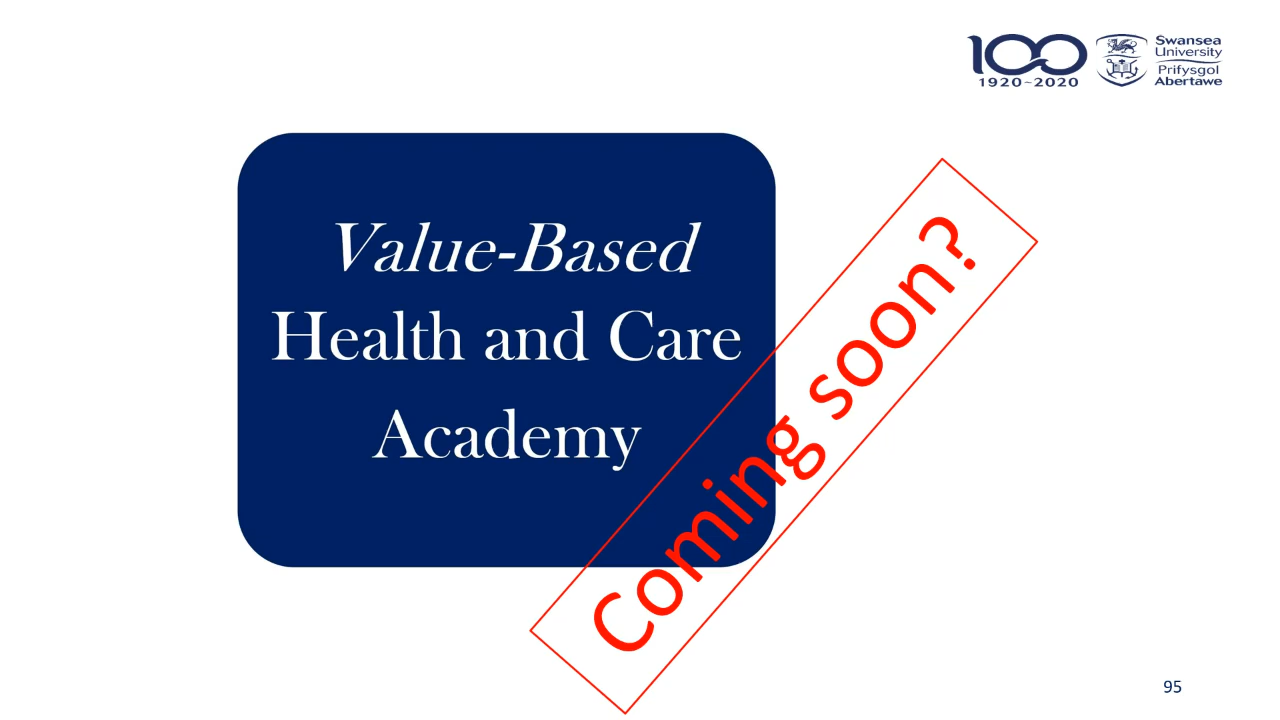 100
1920~2020
Swansea
University
Prifysgol
Abertawe
Value-Based
Health and Care
Academy
Coming soon?
95